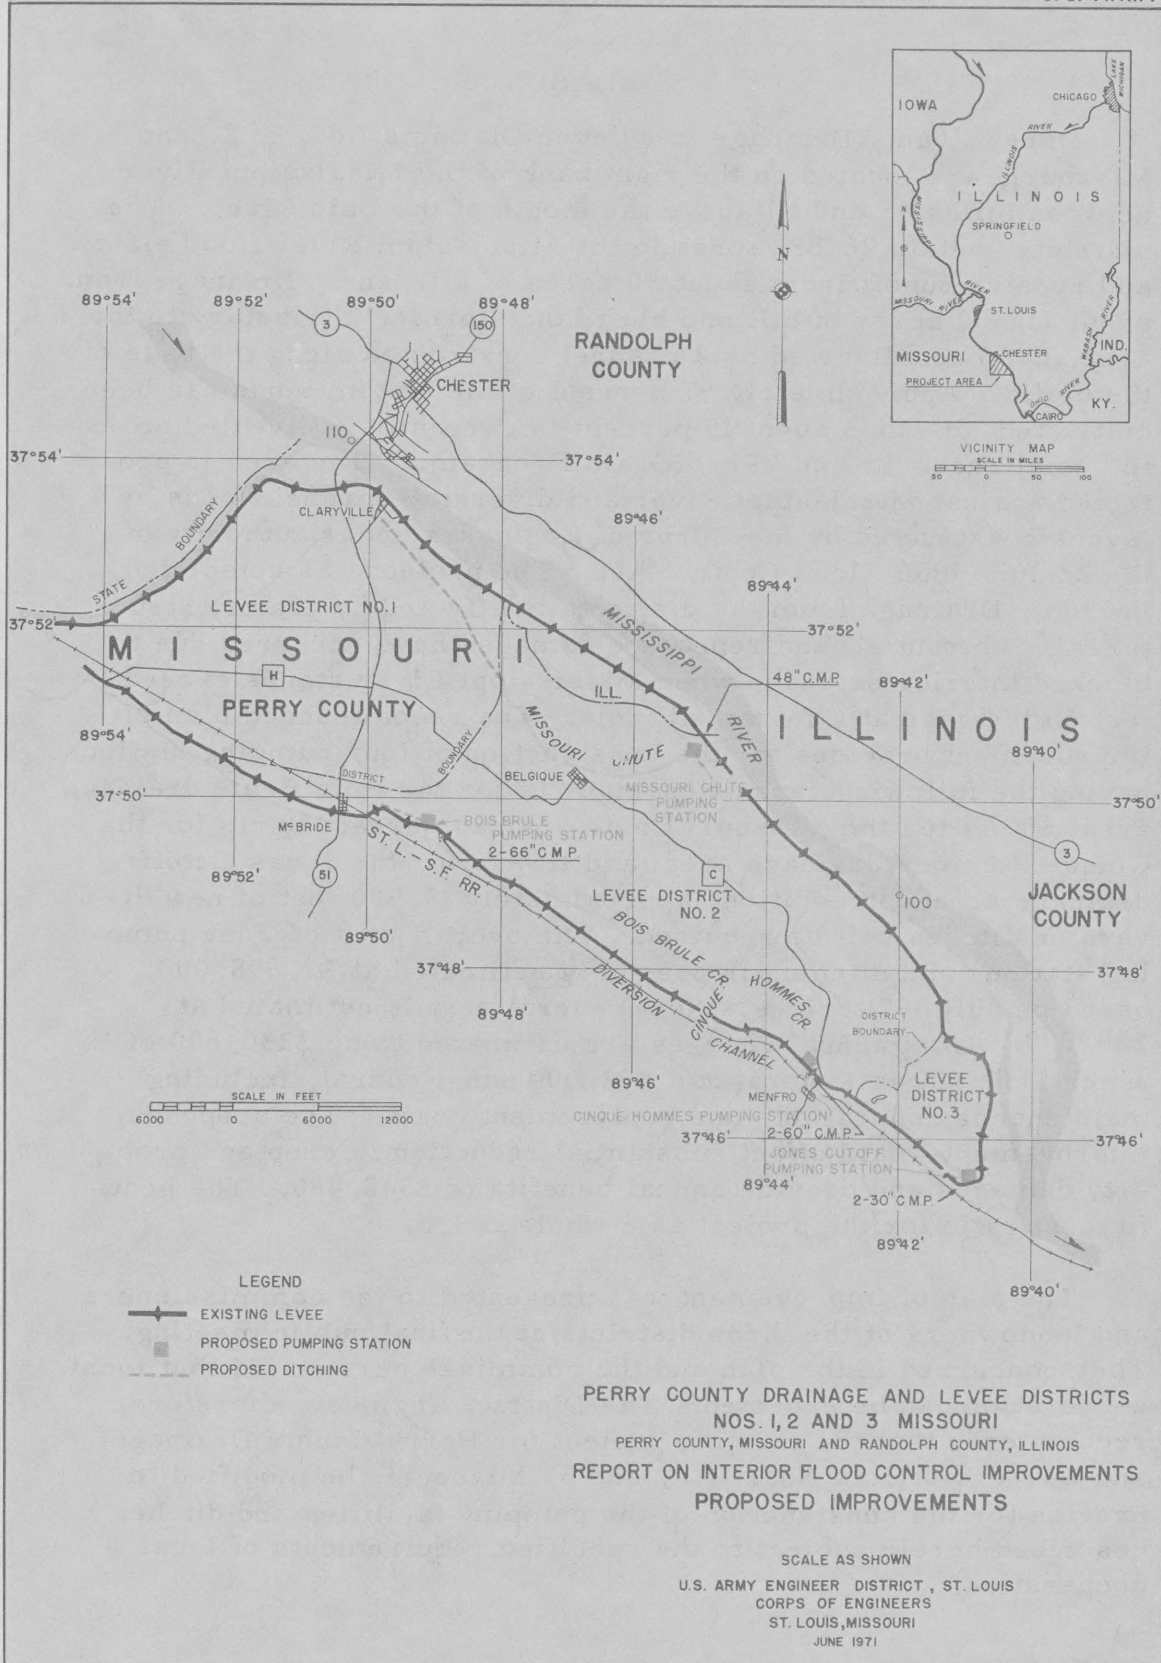 IOWA
CHICAGO
LAKE
MICHIGAN
ILLINOIS
RIVER
ILLINOIS
SPRINGFIELD
N
MISSISSIPPI
RIVER
MISSOURI RIVER
ST. LOUIS
WABASH RIVER
IND.
MISSOURI
CHESTER
PROJECT AREA
OHIO RIVER
CAIRO
KY.
VICINITY MAP
SCALE IN MILES
50 0 50 100
N
89°54' 89°52' 89°50' 89°48'
3
150
RANDOLPH
COUNTY
CHESTER
110
37°54' 37°54'
CLARYVILLE
89°46'
STATE BOUNDARY
89°44'
LEVEE DISTRICT NO.1
37°52' 37°52'
MISSOURI
MISSISSIPPI
RIVER
H
ILL.
48" C.M.P.
89°42'
PERRY COUNTY
MISSOURI
CHUTE
ILLINOIS
89°54'
89°40'
DISTRICT BOUNDARY
BELGIQUE
MISSOURI CHUTE
PUMPING
STATION
37°50' 37°50'
McBRIDE
BOIS BRULE
PUMPING STATION
2-66" C.M.P.
ST. L.-S.F. RR.
3
89°52'
51
C
LEVEE DISTRICT
NO. 2
100
JACKSON
COUNTY
89°50'
BOIS BRULE CR.
37°48' 37°48'
CINQUE HOMMES CR.
DIVERSION CHANNEL
89°48'
DISTRICT
BOUNDARY
89°46'
LEVEE
DISTRICT
NO. 3
MENFRO
CINQUE HOMMES PUMPING STATION
2-60" C.M.P.
37°46' 37°46'
JONES CUTOFF
PUMPING STATION
89°44'
2-30" C.M.P.
89°42'
89°40'
SCALE IN FEET
6000 0 6000 12000
LEGEND
EXISTING LEVEE
PROPOSED PUMPING STATION
PROPOSED DITCHING
PERRY COUNTY DRAINAGE AND LEVEE DISTRICTS
NOS. 1, 2 AND 3 MISSOURI
PERRY COUNTY, MISSOURI AND RANDOLPH COUNTY, ILLINOIS
REPORT ON INTERIOR FLOOD CONTROL IMPROVEMENTS
PROPOSED IMPROVEMENTS
SCALE AS SHOWN
U.S. ARMY ENGINEER DISTRICT, ST. LOUIS
CORPS OF ENGINEERS
ST. LOUIS, MISSOURI
JUNE 1971